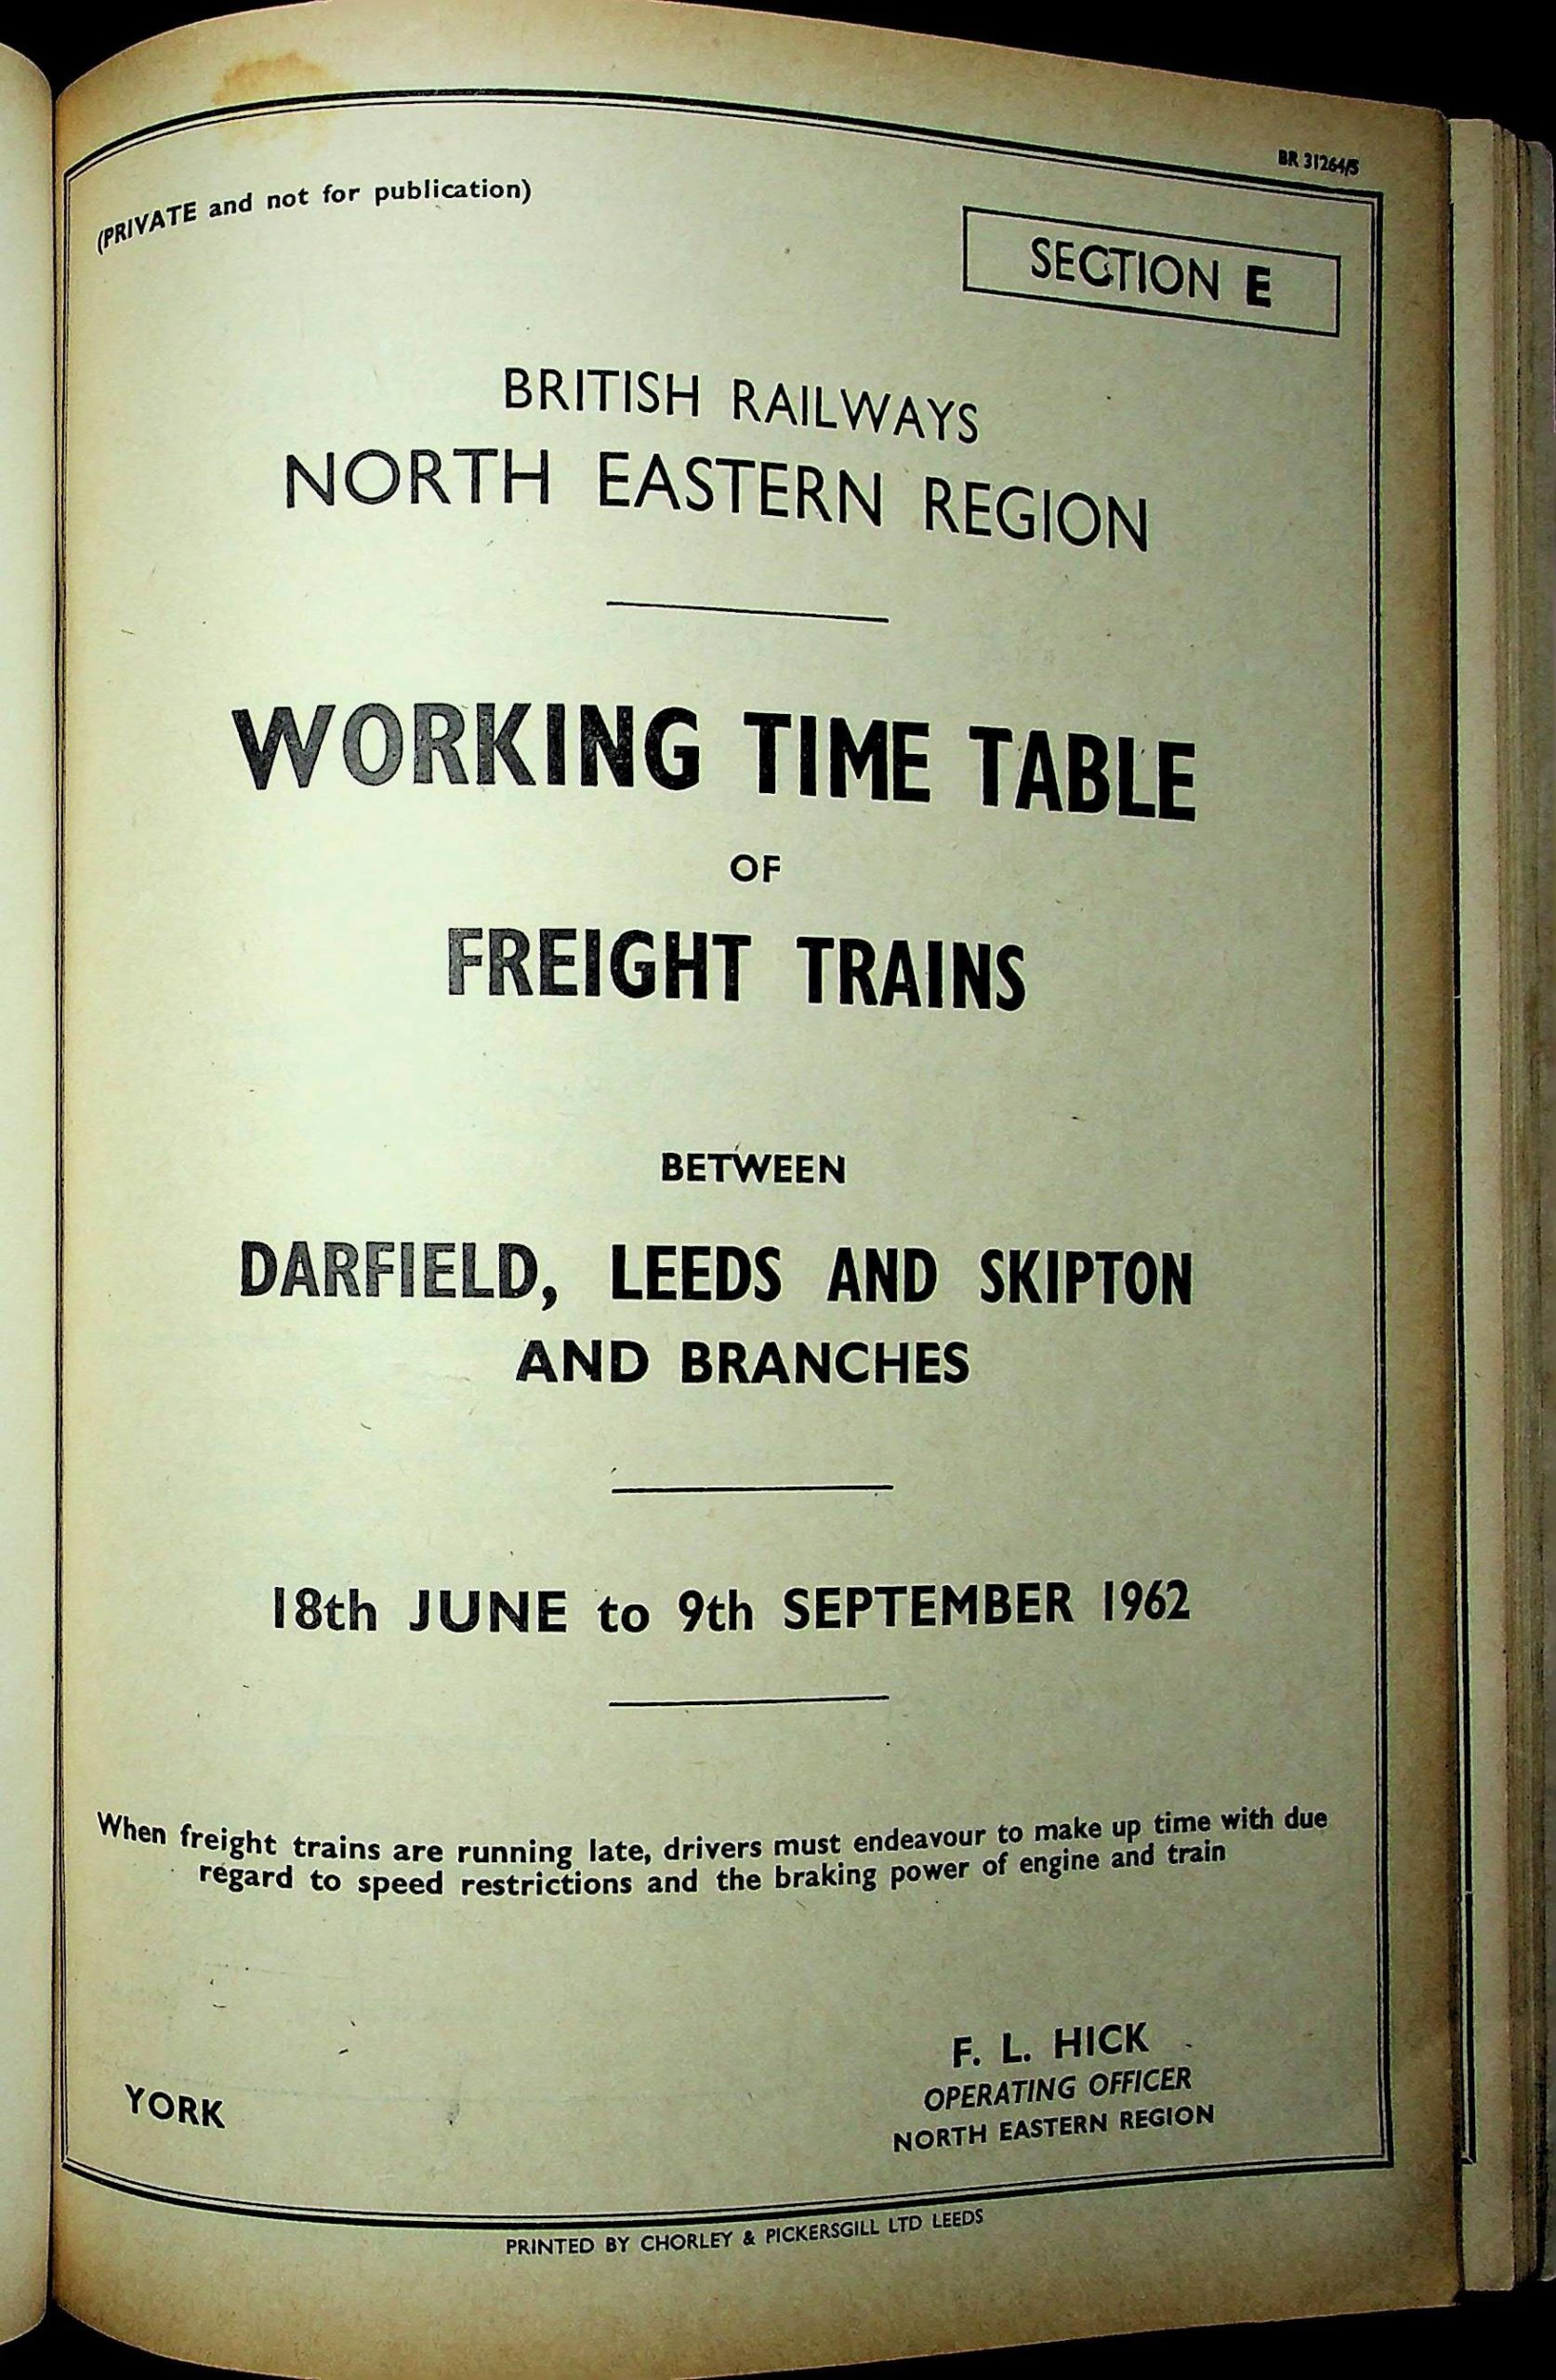 BR 31264/5
(PRIVATE and not for publication)
SECTION E
BRITISH RAILWAYS
NORTH EASTERN REGION
WORKING TIME TABLE
OF
FREIGHT TRAINS
BETWEEN
DARFIELD, LEEDS AND SKIPTON
AND BRANCHES
18th JUNE to 9th SEPTEMBER 1962
When freight trains are running late, drivers must endeavour to make up time with due
regard to speed restrictions and the braking power of engine and train
F. L. HICK
OPERATING OFFICER
YORK
NORTH EASTERN REGION
PRINTED BY CHORLEY & PICKERSGILL LTD LEEDS